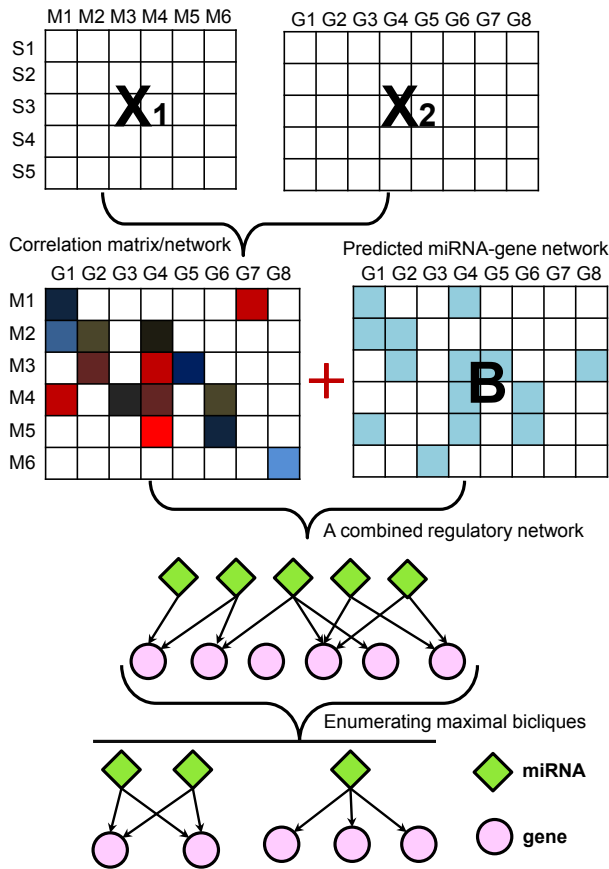 M1 M2 M3 M4 M5 M6
G1 G2 G3 G4 G5 G6 G7 G8
S1
S2
S3
S4
S5
X1
X2
Correlation matrix/network
Predicted miRNA-gene network
G1 G2 G3 G4 G5 G6 G7 G8
G1 G2 G3 G4 G5 G6 G7 G8
M1
M2
M3
M4
M5
M6
+
B
A combined regulatory network
Enumerating maximal bicliques
miRNA
gene